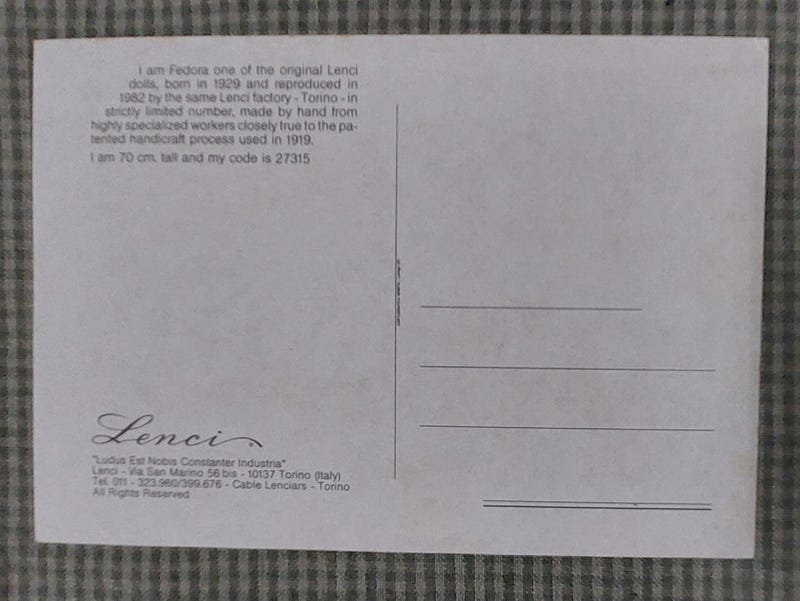 I am Fedora one of the original Lenci
dolls, born in 1929 and reproduced in
1982 by the same Lenci factory - Torino - in
strictly limited number, made by hand from
highly specialized workers closely true to the pa-
tented handicraft process used in 1919.
I am 70 cm. tall and my code is 27315
Lenci
"Ludus Est Nobis Constanter Industria"
Lenci - Via San Marino 56 bis - 10137 Torino (Italy)
Tel. 011 - 323.960/399.676 - Cable Lenciars - Torino
All Rights Reserved